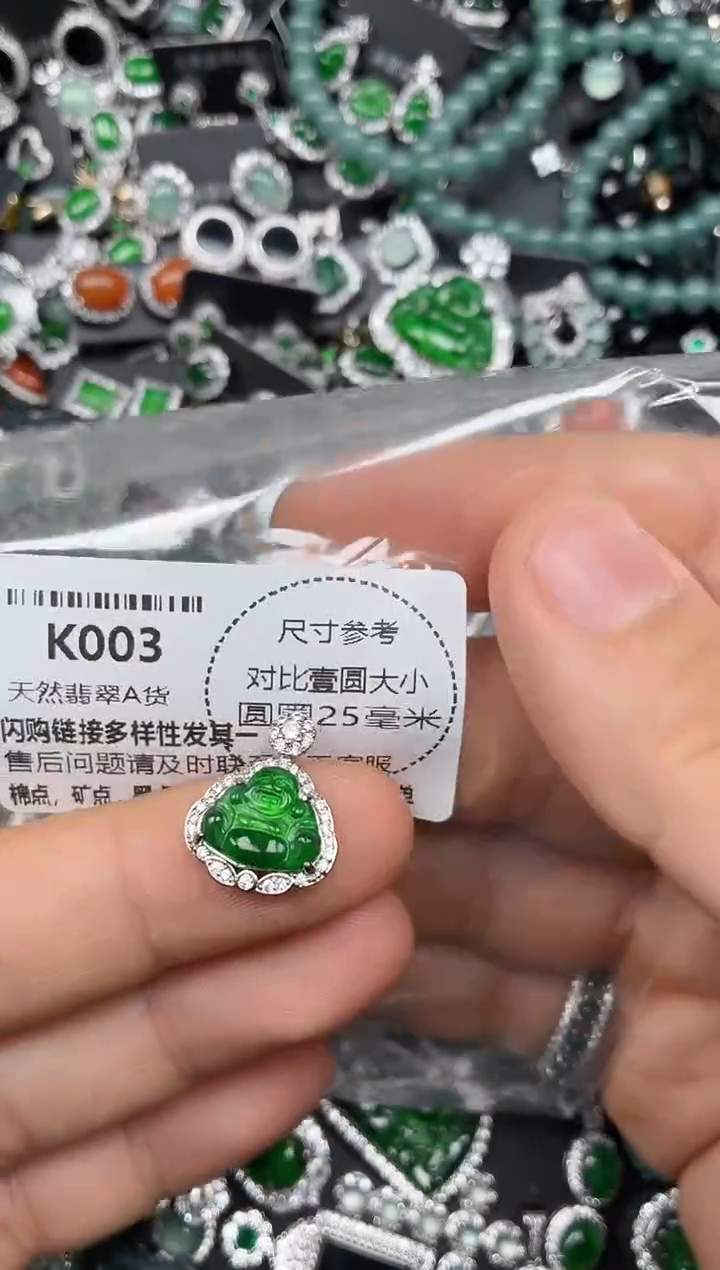 K003
天然翡翠A货
闪购链接多样性发其一
售后问题请及时联
棉点，矿点，
尺寸参考
对比壹圆大小
圆圈25毫米